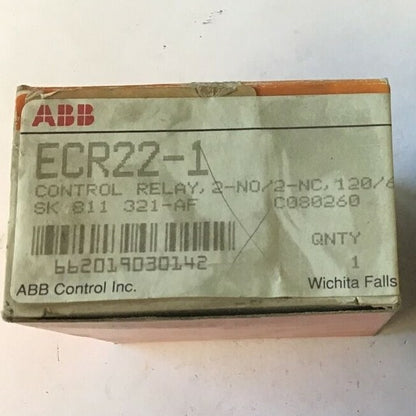 ABB
ECR22-1
CONTROL RELAY, 2-NO/2-NC, 120/6
SK 811 321-AF C080260
QNTY
662019030142 1
ABB Control Inc. Wichita Falls